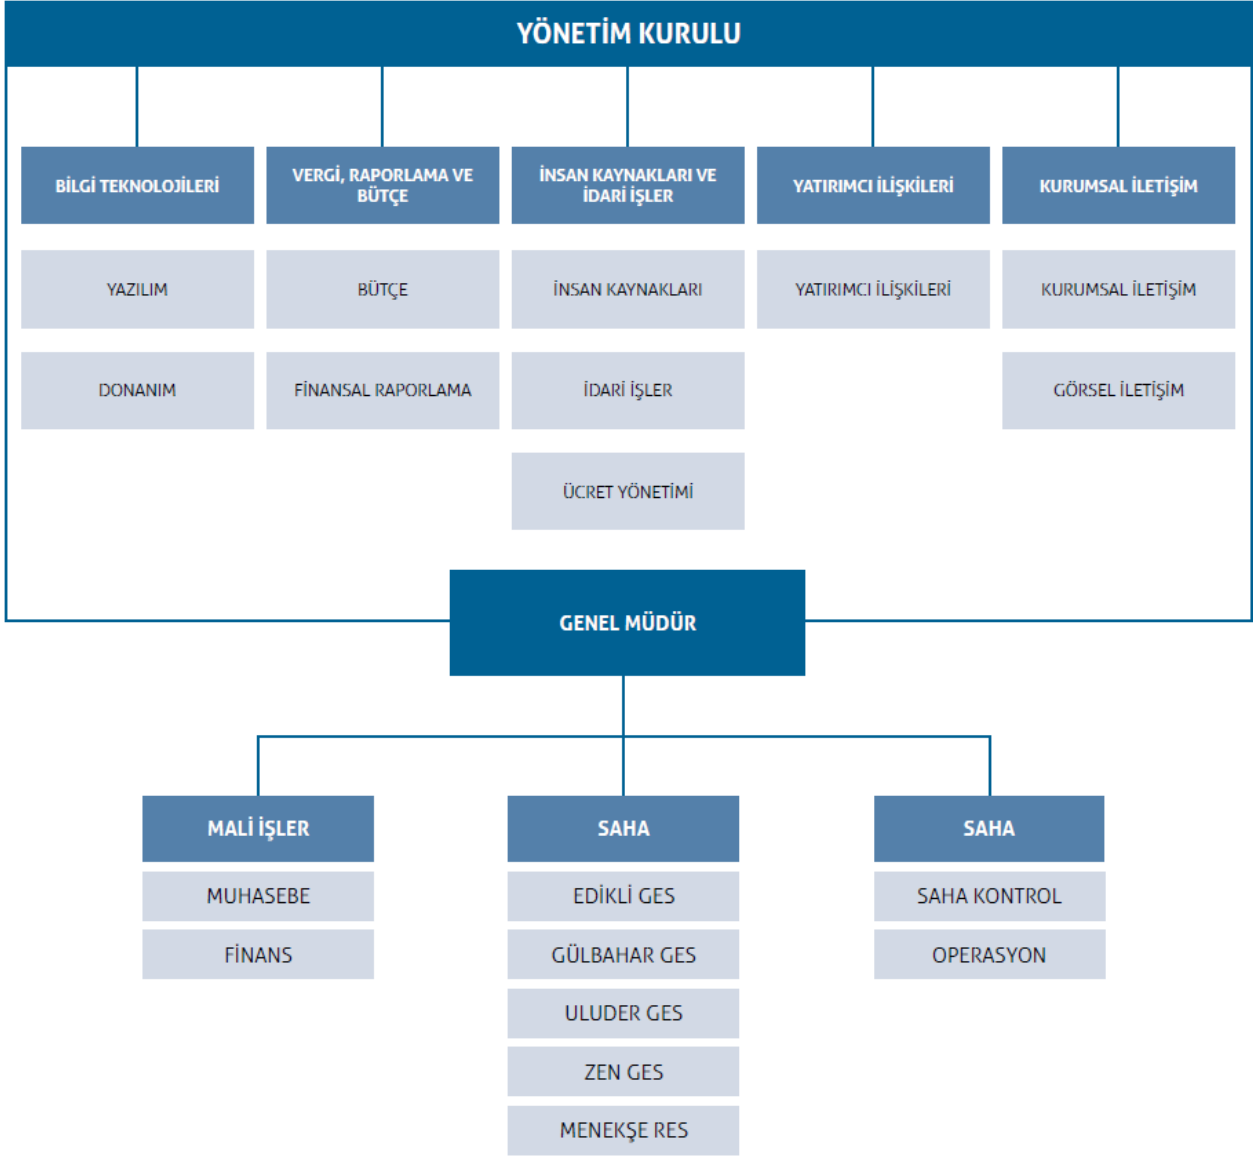 YÖNETİM KURULU
BİLGİ TEKNOLOJİLERİ
YAZILIM
DONANIM
VERGİ, RAPORLAMA VE
BÜTÇE
BÜTÇE
FİNANSAL RAPORLAMA
İNSAN KAYNAKLARI VE
İDARİ İŞLER
İNSAN KAYNAKLARI
İDARİ İŞLER
ÜCRET YÖNETİMİ
YATIRIMCI İLİŞKİLERİ
YATIRIMCI İLİŞKİLERİ
KURUMSAL İLETİŞİM
KURUMSAL İLETİŞİM
GÖRSEL İLETİŞİM
GENEL MÜDÜR
MALİ İŞLER
MUHASEBE
FİNANS
SAHA
EDİKLİ GES
GÜLBAHAR GES
ULUDER GES
ZEN GES
MENEKŞE RES
SAHA
SAHA KONTROL
OPERASYON